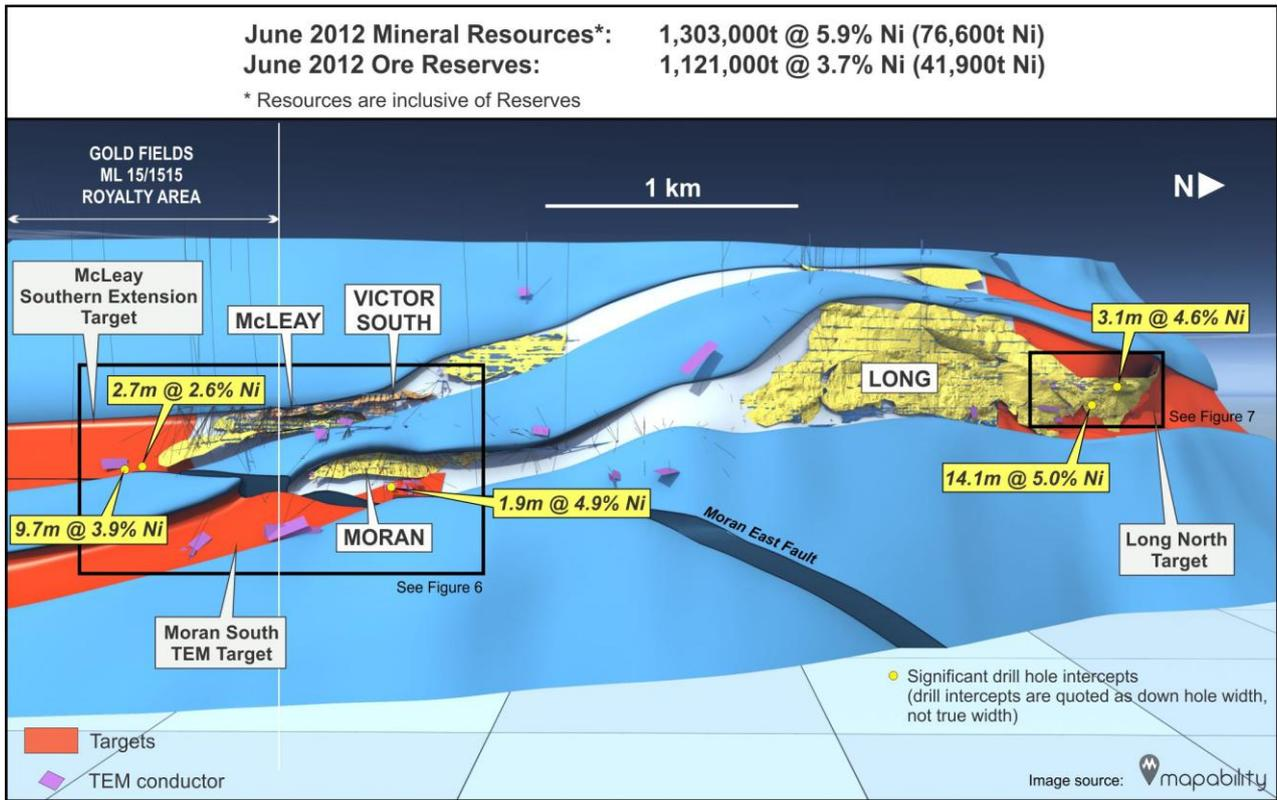 June 2012 Mineral Resources*: 1,303,000t @ 5.9% Ni (76,600t Ni)
June 2012 Ore Reserves: 1,121,000t @ 3.7% Ni (41,900t Ni)
* Resources are inclusive of Reserves
GOLD FIELDS
ML 15/1515
ROYALTY AREA
1 km
N
McLeay
Southern Extension
Target
McLEAY
VICTOR
SOUTH
3.1m @ 4.6% Ni
2.7m @ 2.6% Ni
LONG
See Figure 7
14.1m @ 5.0% Ni
1.9m @ 4.9% Ni
9.7m @ 3.9% Ni
MORAN
Moran East Fault
Long North
Target
See Figure 6
Moran South
TEM Target
Significant drill hole intercepts
(drill intercepts are quoted as down hole width,
not true width)
Targets
TEM conductor
Image source: mapability